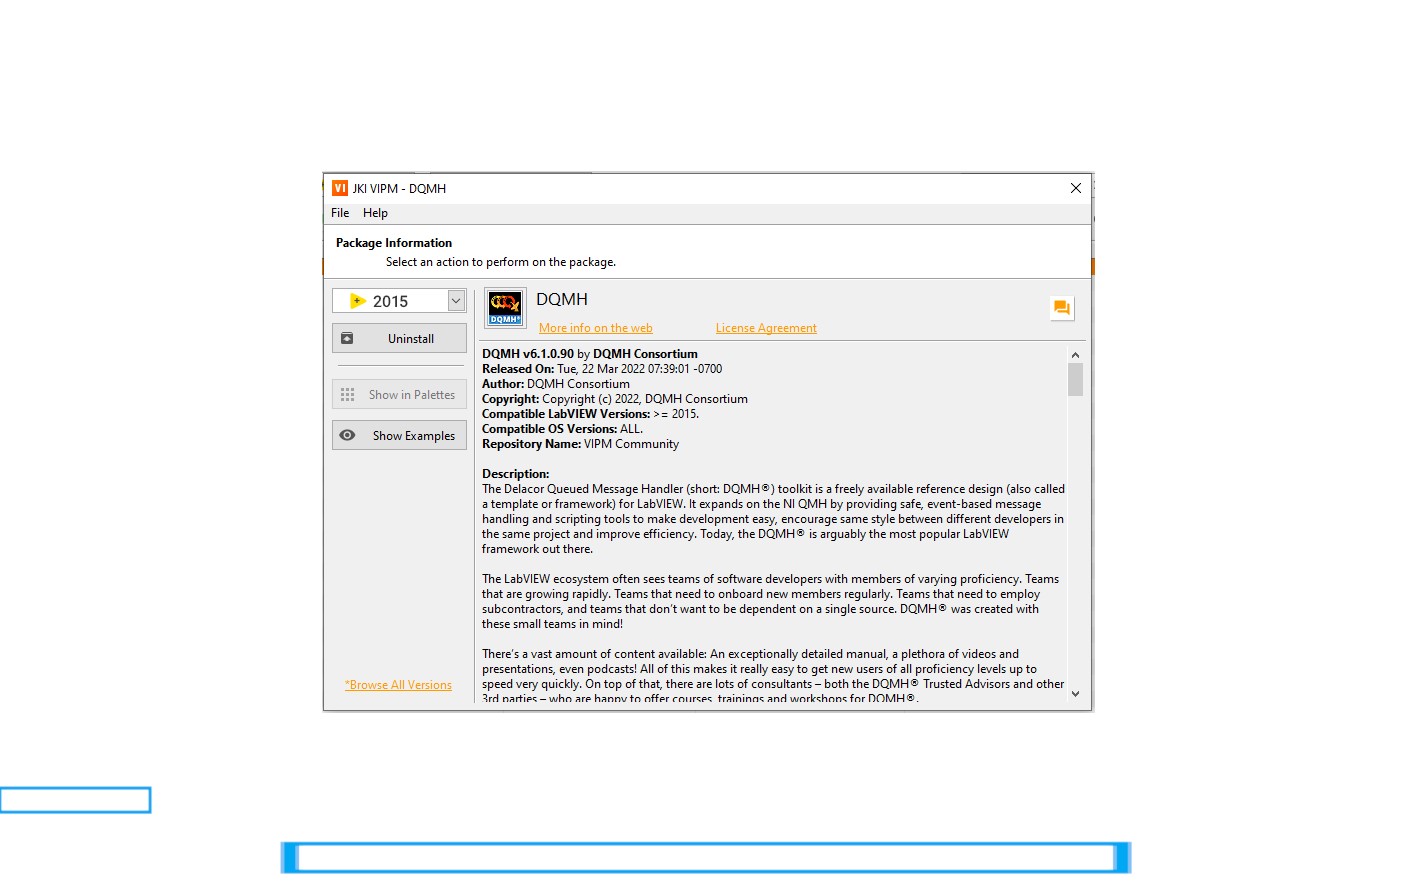 VI JKI VIPM - DQMH
File Help
Package Information
Select an action to perform on the package.
2015
Uninstall
Show in Palettes
Show Examples
*Browse All Versions
DQMH®
DQMH
More info on the web License Agreement
DQMH v6.1.0.90 by DQMH Consortium
Released On: Tue, 22 Mar 2022 07:39:01 -0700
Author: DQMH Consortium
Copyright: Copyright (c) 2022, DQMH Consortium
Compatible LabVIEW Versions: >= 2015.
Compatible OS Versions: ALL.
Repository Name: VIPM Community
Description:
The Delacor Queued Message Handler (short: DQMH®) toolkit is a freely available reference design (also called
a template or framework) for LabVIEW. It expands on the NI QMH by providing safe, event-based message
handling and scripting tools to make development easy, encourage same style between different developers in
the same project and improve efficiency. Today, the DQMH® is arguably the most popular LabVIEW
framework out there.
The LabVIEW ecosystem often sees teams of software developers with members of varying proficiency. Teams
that are growing rapidly. Teams that need to onboard new members regularly. Teams that need to employ
subcontractors, and teams that don't want to be dependent on a single source. DQMH® was created with
these small teams in mind!
There's a vast amount of content available: An exceptionally detailed manual, a plethora of videos and
presentations, even podcasts! All of this makes it really easy to get new users of all proficiency levels up to
speed very quickly. On top of that, there are lots of consultants – both the DQMH® Trusted Advisors and other
3rd parties – who are happy to offer courses, trainings and workshops for DQMH®.